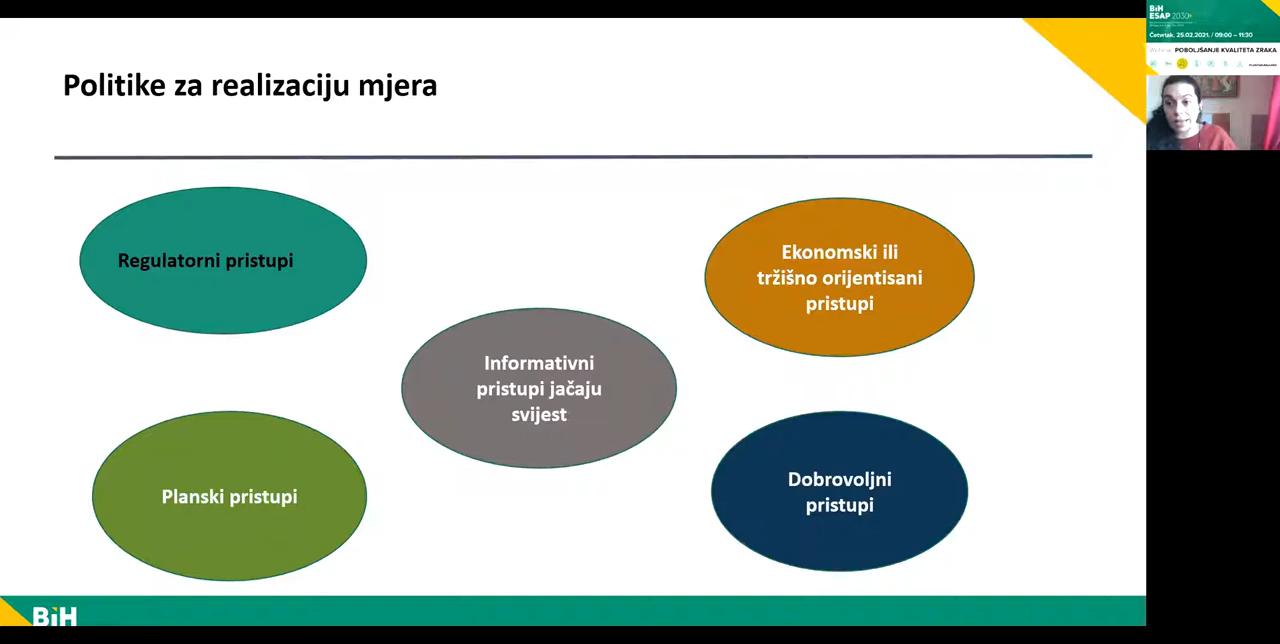 Politike za realizaciju mjera
Regulatorni pristupi
Ekonomski ili
tržišno orijentisani
pristupi
Informativni
pristupi jačaju
svijest
Planski pristupi
Dobrovoljni
pristupi
BiH
BiH
ESAP 2030+
Četvrtak, 25.02.2021. / 09:00 – 11:30
Webinar: POBOLJŠANJE KVALITETA ZRAKA